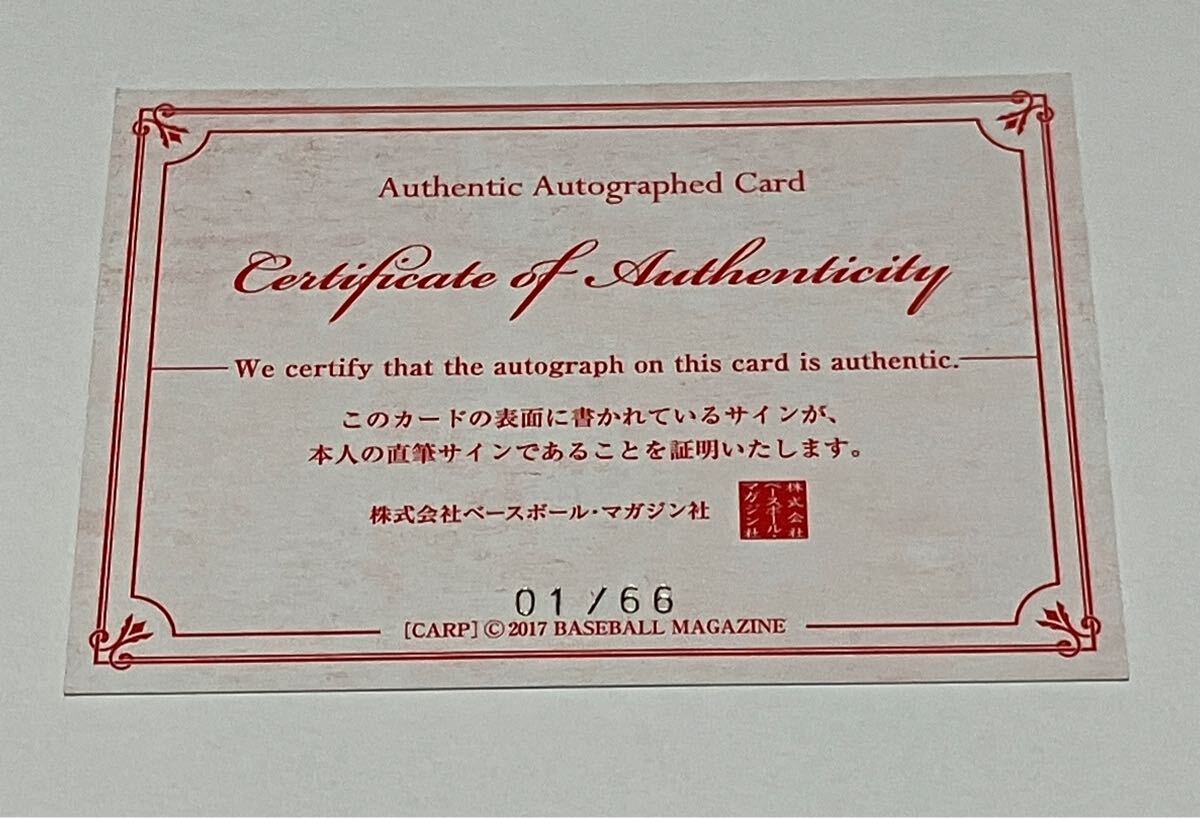 Authentic Autographed Card
Certificate of Authenticity
We certify that the autograph on this card is authentic.
このカードの表面に書かれているサインが、
本人の直筆サインであることを証明いたします。
株式会社ベースボール・マガジン社
株式会社
ベースボール・
マガジン社
01/66
[CARP]©2017 BASEBALL MAGAZINE